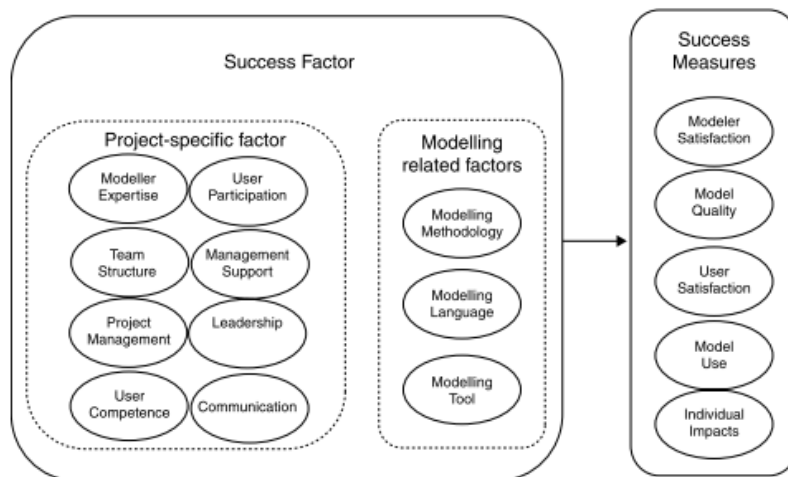 Success Factor
Project-specific factor
Modeller
Expertise
User
Participation
Team
Structure
Management
Support
Project
Management
Leadership
User
Competence
Communication
Modelling
related factors
Modelling
Methodology
Modelling
Language
Modelling
Tool
Success
Measures
Modeler
Satisfaction
Model
Quality
User
Satisfaction
Model
Use
Individual
Impacts